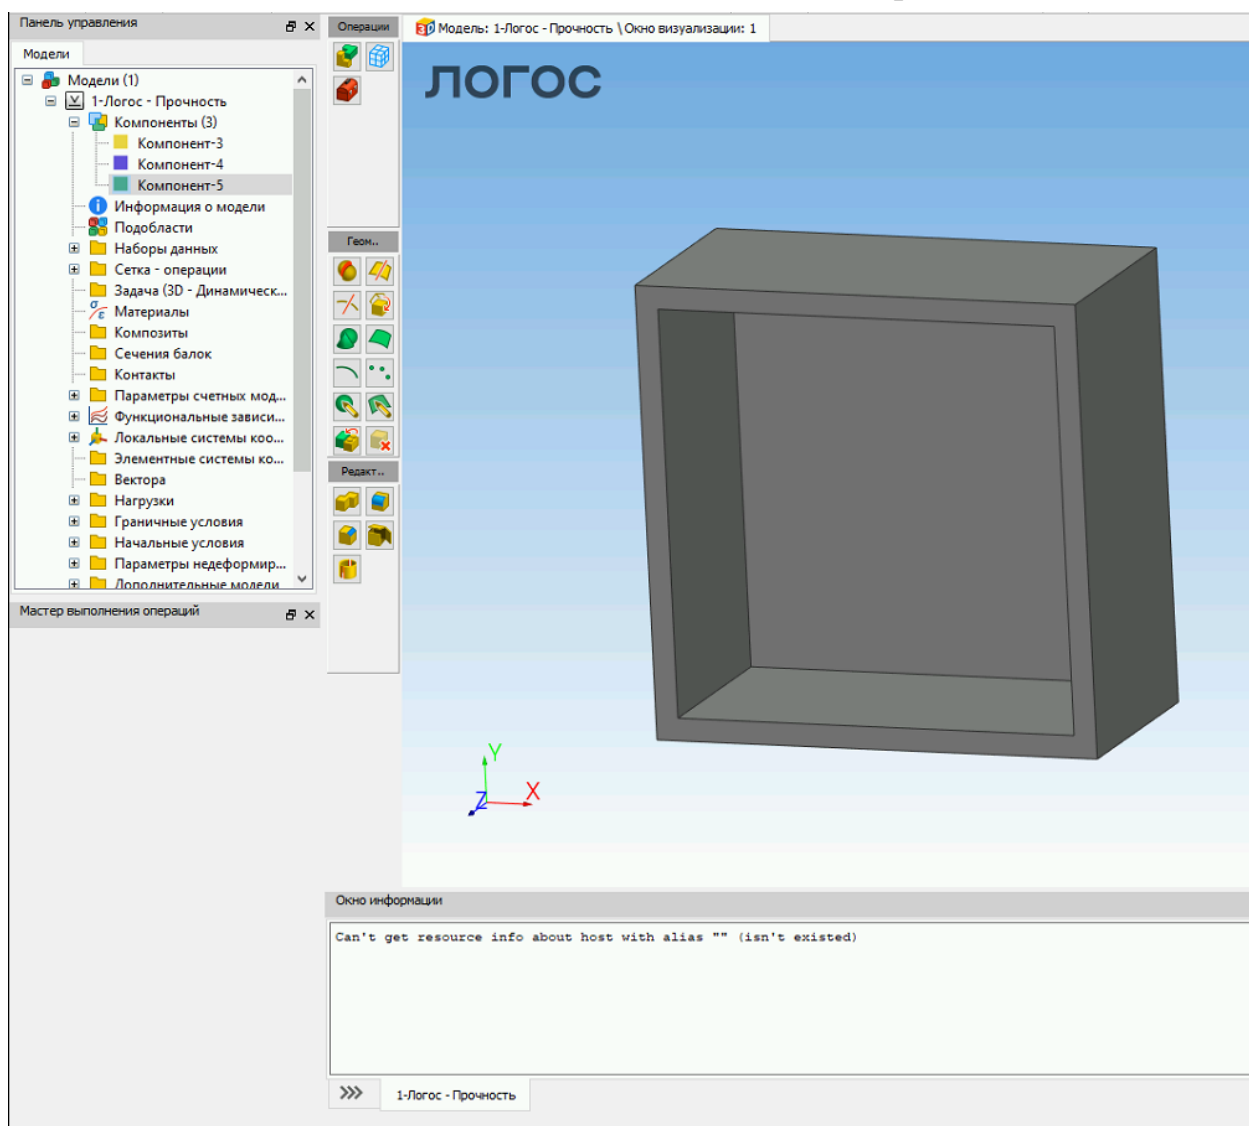 Панель управления
Модели
Модели (1)
1-Логос - Прочность
Компоненты (3)
Компонент-3
Компонент-4
Компонент-5
Информация о модели
Подобласти
Наборы данных
Сетка - операции
Задача (3D - Динамическ...
Материалы
Композиты
Сечения балок
Контакты
Параметры счетных мод...
Функциональные зависи...
Локальные системы коо...
Элементные системы ко...
Вектора
Нагрузки
Граничные условия
Начальные условия
Параметры недеформир...
Дополнительные модели
Мастер выполнения операций
Операции
Геом..
Редакт..
3D Модель: 1-Логос - Прочность \ Окно визуализации: 1
ЛОГОС
Y
X
Z
Окно информации
Can't get resource info about host with alias "" (isn't existed)
1-Логос - Прочность